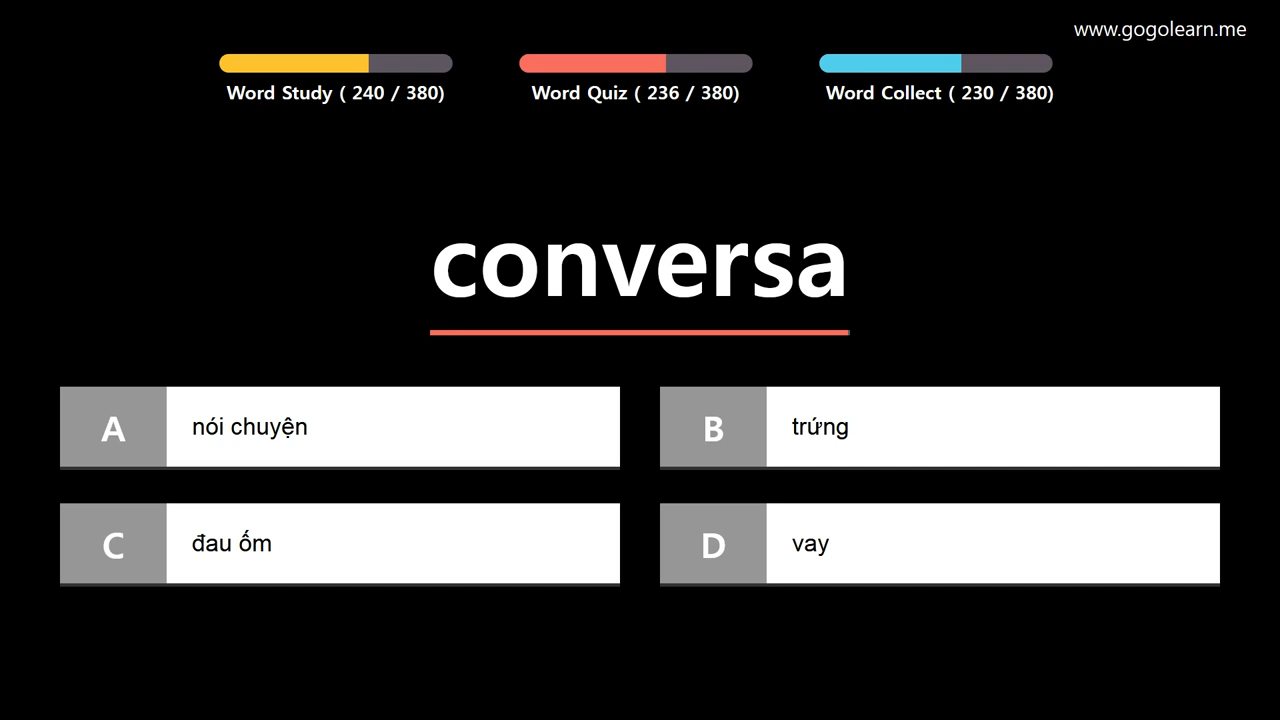 www.gogolearn.me
Word Study ( 240 / 380)
Word Quiz ( 236 / 380)
Word Collect ( 230 / 380)
conversa
A nói chuyện
B trứng
C đau ốm
D vay